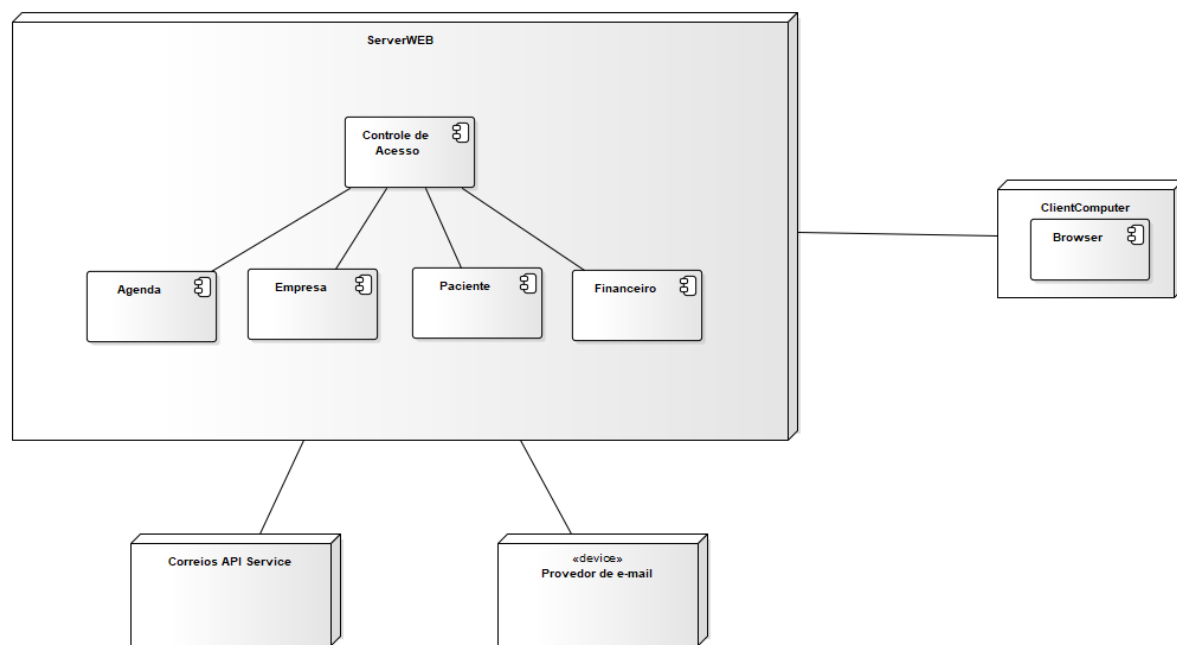 ServerWEB
Controle de
Acesso
Agenda
Empresa
Paciente
Financeiro
ClientComputer
Browser
Correios API Service
«device»
Provedor de e-mail